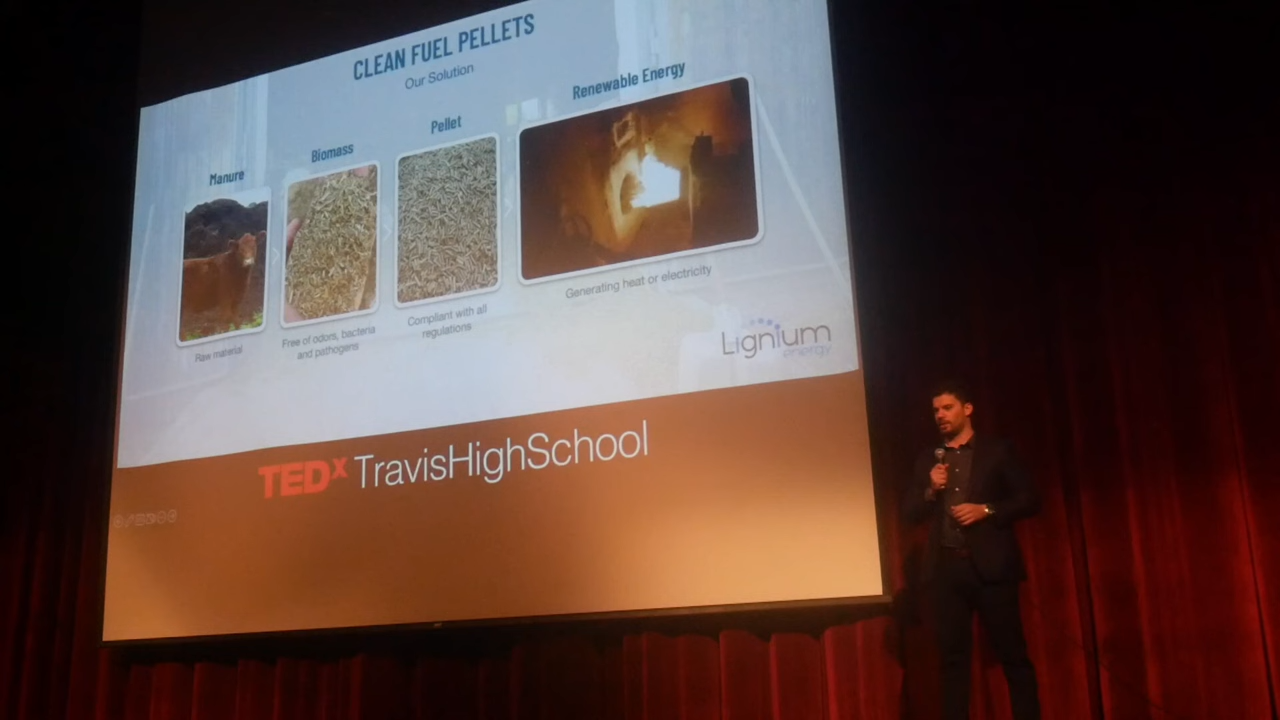 CLEAN FUEL PELLETS
Our Solution
Manure
Biomass
Pellet
Renewable Energy
Raw material
Free of odors, bacteria
and pathogens
Compliant with all
regulations
Generating heat or electricity
Lignium
energy
TEDx TravisHighSchool